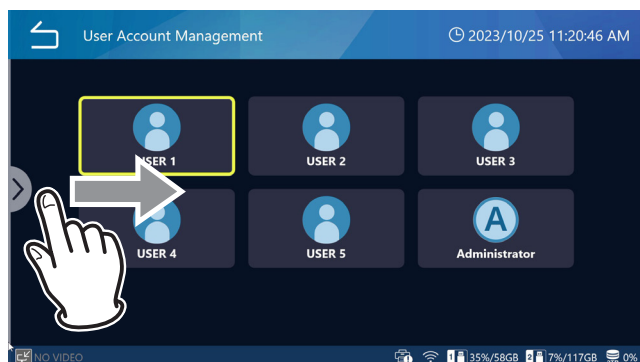 User Account Management
2023/10/25 11:20:46 AM
USER 1
USER 2
USER 3
USER 4
USER 5
A
Administrator
NO VIDEO
1 35%/58GB 2 7%/117GB 0%